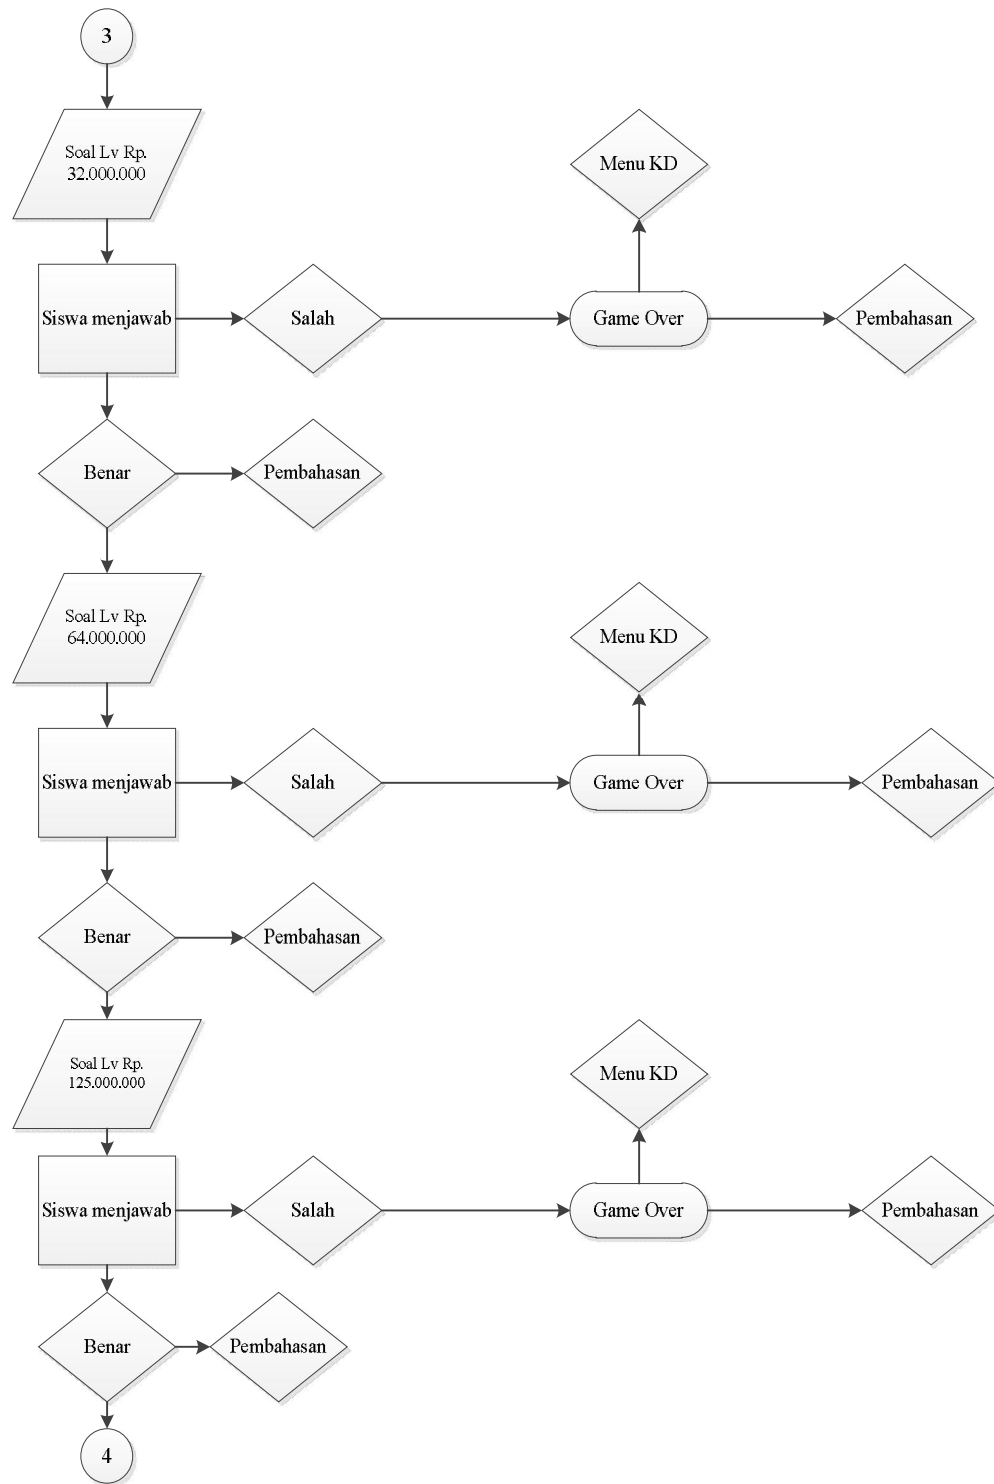 3
Soal Lv Rp.
32.000.000
Menu KD
Siswa menjawab
Salah
Game Over
Pembahasan
Benar
Pembahasan
Soal Lv Rp.
64.000.000
Menu KD
Siswa menjawab
Salah
Game Over
Pembahasan
Benar
Pembahasan
Soal Lv Rp.
125.000.000
Menu KD
Siswa menjawab
Salah
Game Over
Pembahasan
Benar
Pembahasan
4